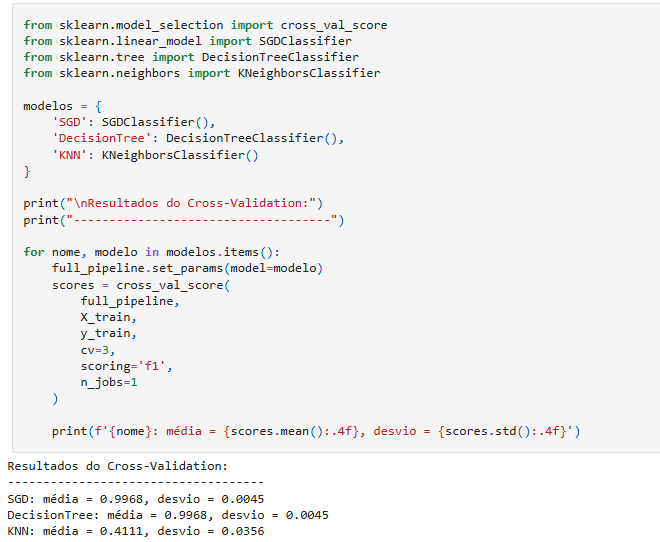 from sklearn.model_selection import cross_val_score
from sklearn.linear_model import SGDClassifier
from sklearn.tree import DecisionTreeClassifier
from sklearn.neighbors import KNeighborsClassifier

modelos = {
    'SGD': SGDClassifier(),
    'DecisionTree': DecisionTreeClassifier(),
    'KNN': KNeighborsClassifier()
}

print("\nResultados do Cross-Validation:")
print("------------------------------------")

for nome, modelo in modelos.items():
    full_pipeline.set_params(model=modelo)
    scores = cross_val_score(
        full_pipeline,
        X_train,
        y_train,
        cv=3,
        scoring='f1',
        n_jobs=1
    )

    print(f'{nome}: média = {scores.mean():.4f}, desvio = {scores.std():.4f}')

Resultados do Cross-Validation:
------------------------------------
SGD: média = 0.9968, desvio = 0.0045
DecisionTree: média = 0.9968, desvio = 0.0045
KNN: média = 0.4111, desvio = 0.0356